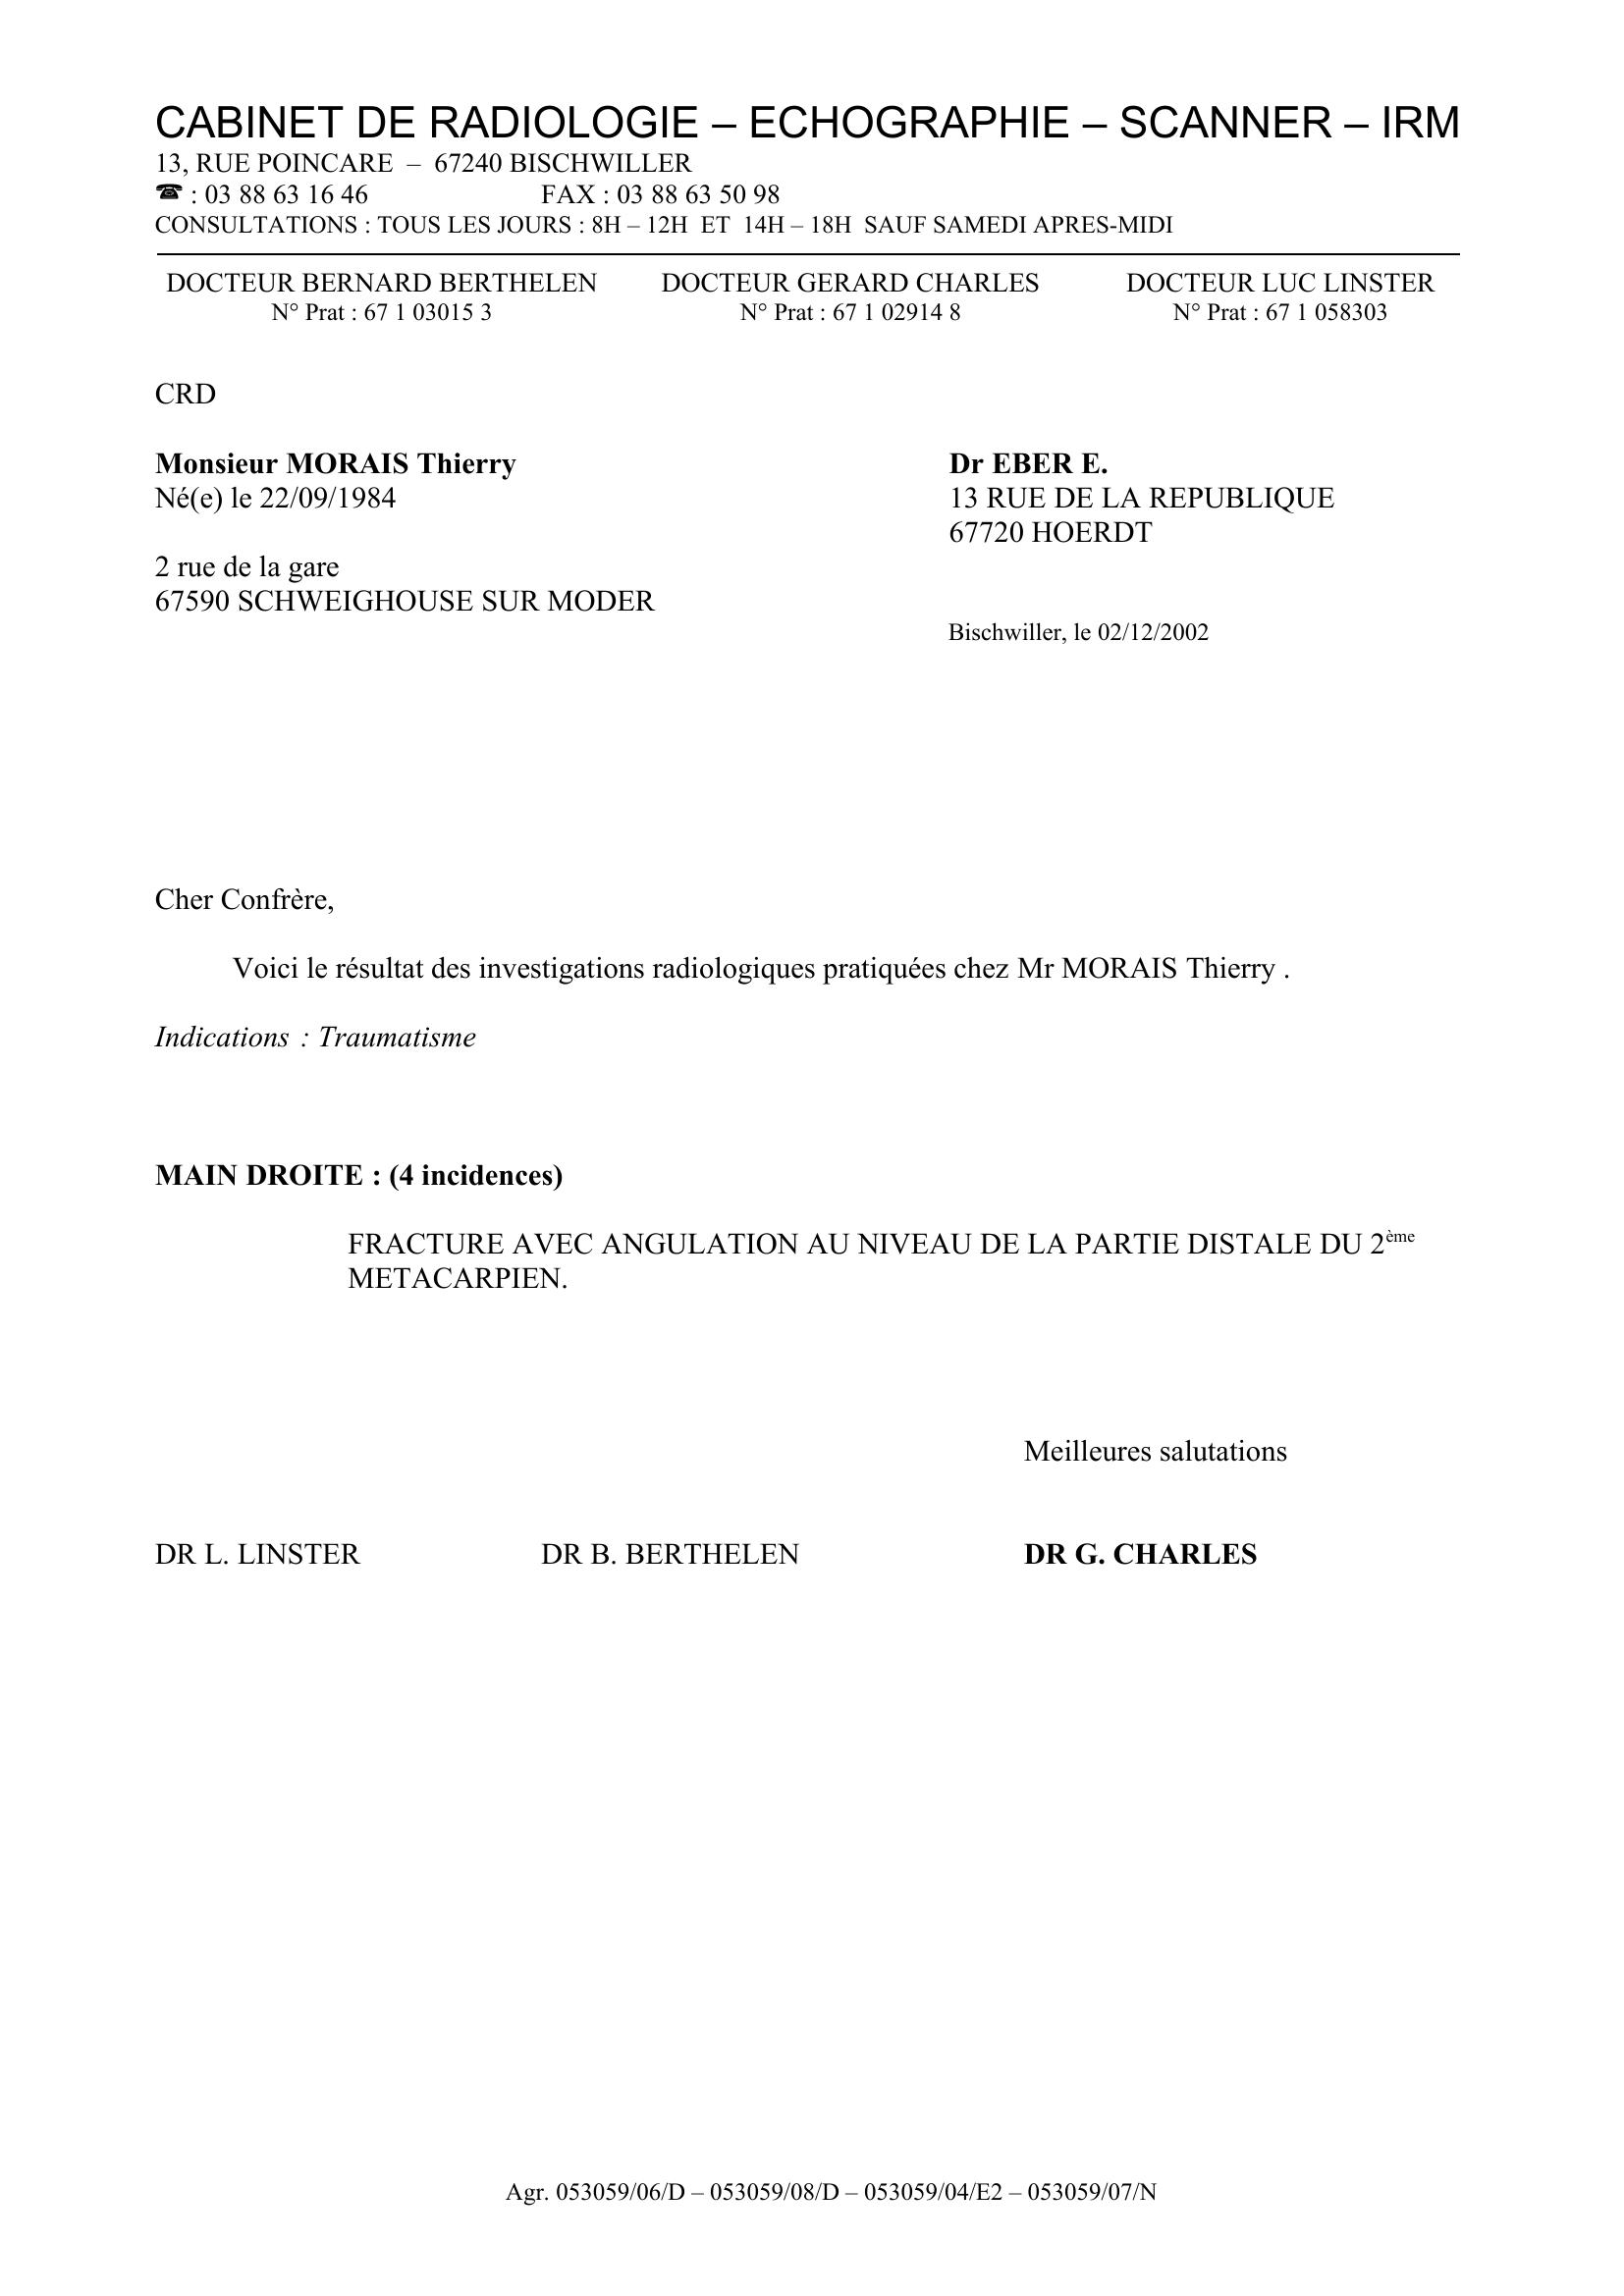 CABINET DE RADIOLOGIE – ECHOGRAPHIE – SCANNER – IRM
13, RUE POINCARE – 67240 BISCHWILLER
☎ : 03 88 63 16 46 FAX : 03 88 63 50 98
CONSULTATIONS : TOUS LES JOURS : 8H – 12H ET 14H – 18H SAUF SAMEDI APRES-MIDI
DOCTEUR BERNARD BERTHELEN DOCTEUR GERARD CHARLES DOCTEUR LUC LINSTER
N° Prat : 67 1 03015 3 N° Prat : 67 1 02914 8 N° Prat : 67 1 058303
CRD
Monsieur MORAIS Thierry
Né(e) le 22/09/1984
2 rue de la gare
67590 SCHWEIGHOUSE SUR MODER
Dr EBER E.
13 RUE DE LA REPUBLIQUE
67720 HOERDT
Bischwiller, le 02/12/2002
Cher Confrère,
Voici le résultat des investigations radiologiques pratiquées chez Mr MORAIS Thierry .
Indications : Traumatisme
MAIN DROITE : (4 incidences)
FRACTURE AVEC ANGULATION AU NIVEAU DE LA PARTIE DISTALE DU 2ème
METACARPIEN.
Meilleures salutations
DR L. LINSTER DR B. BERTHELEN DR G. CHARLES
Agr. 053059/06/D – 053059/08/D – 053059/04/E2 – 053059/07/N